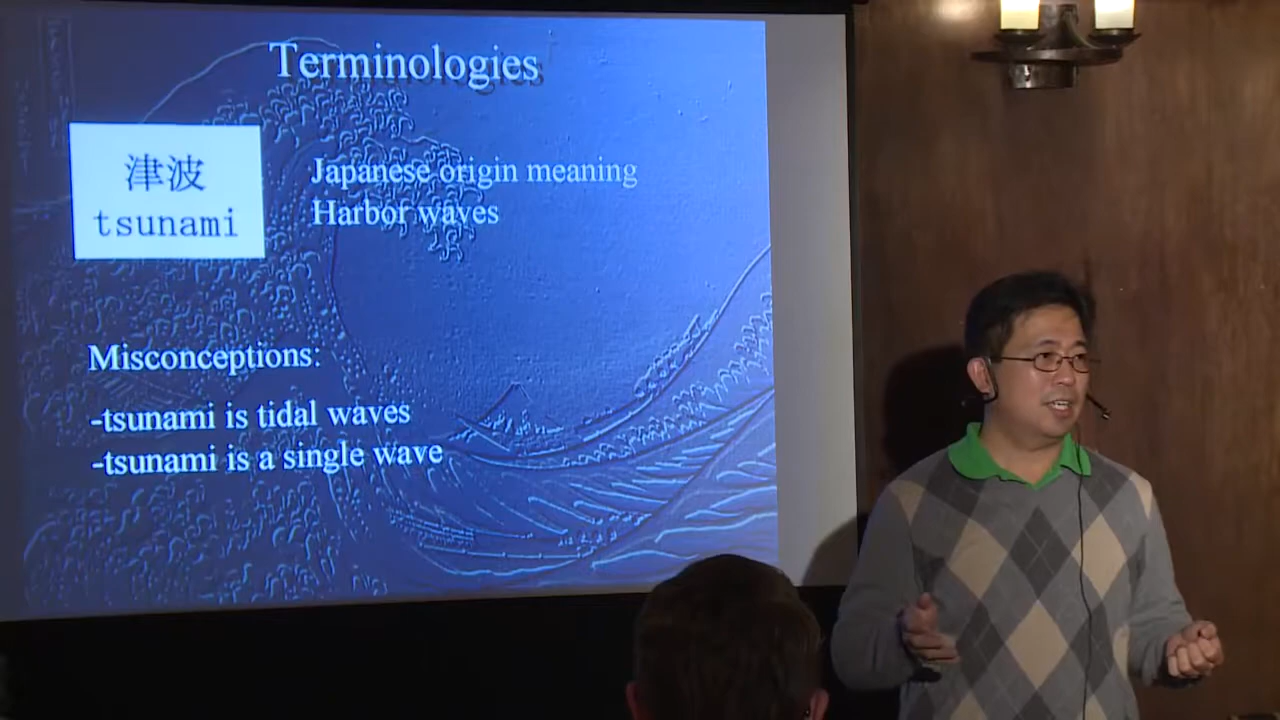 Terminologies
津波
tsunami
Japanese origin meaning
Harbor waves
Misconceptions:
-tsunami is tidal waves
-tsunami is a single wave